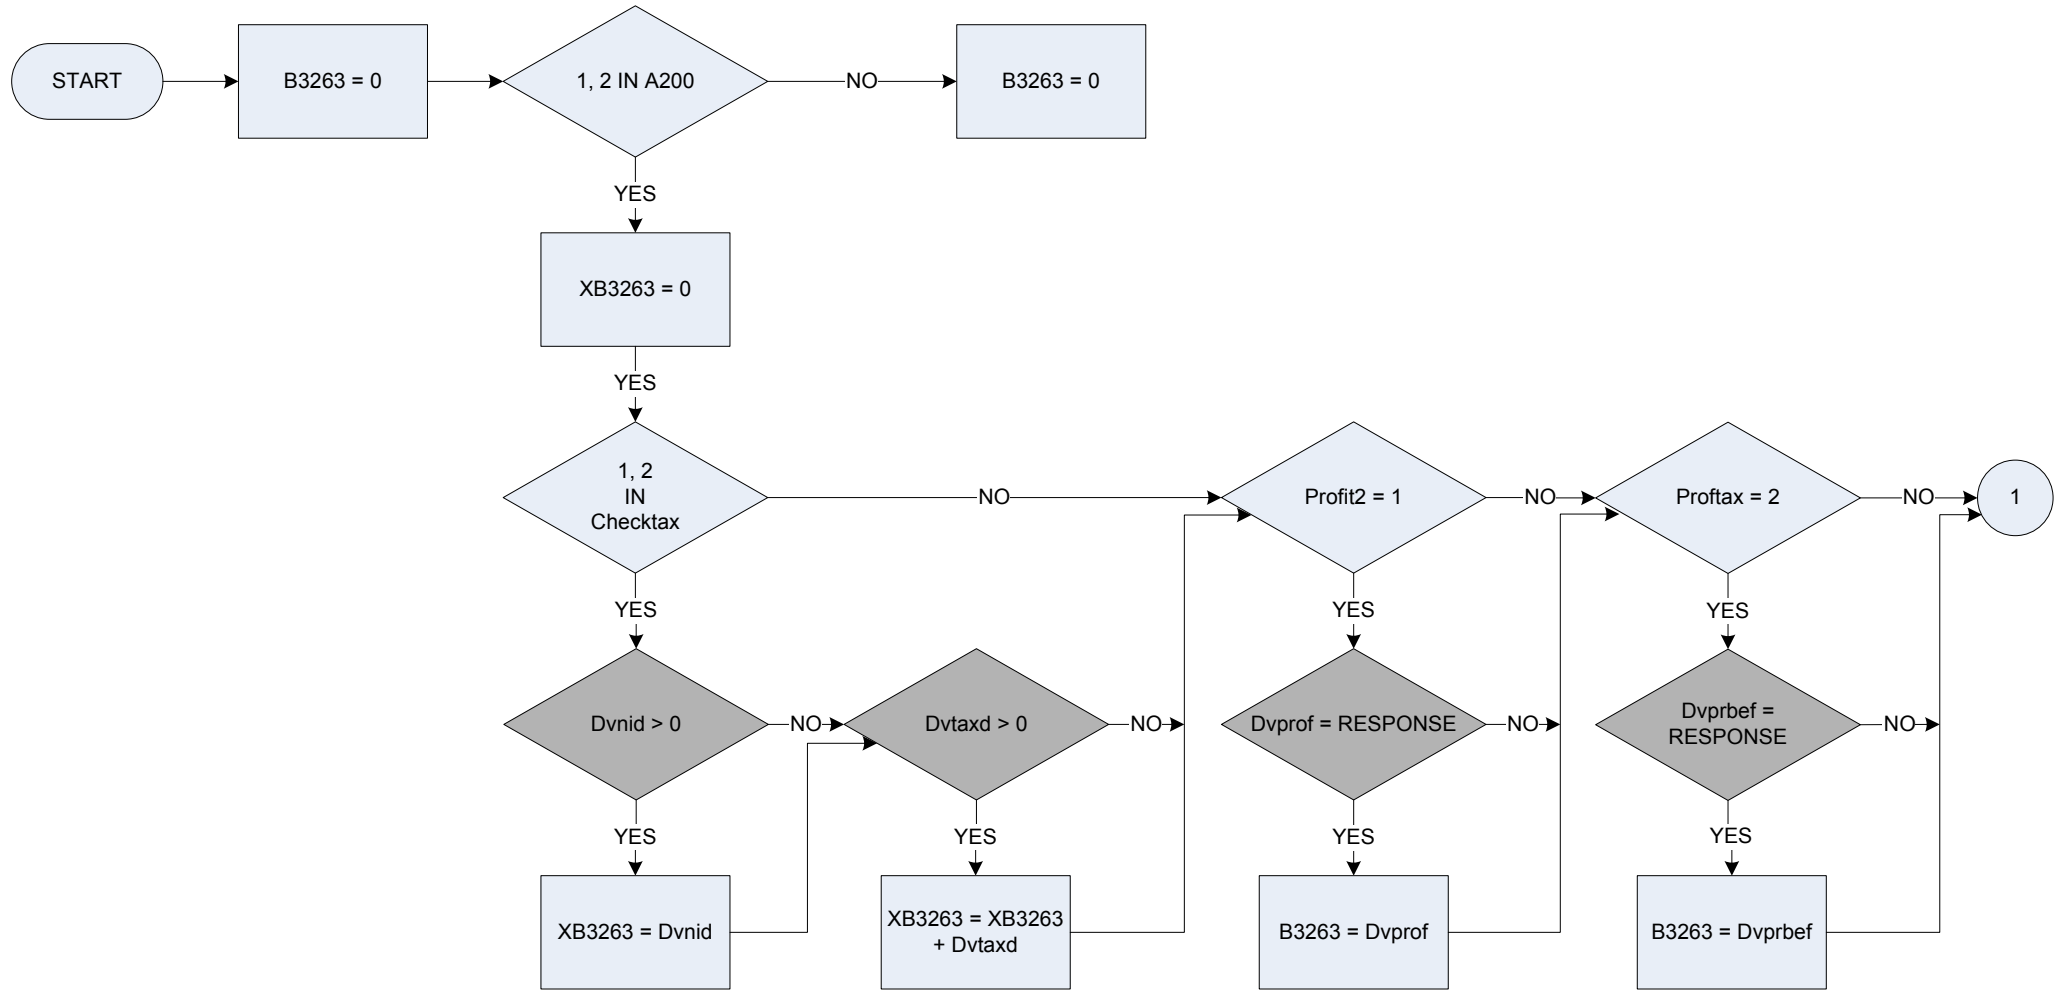 START
B3263 = 0
1, 2 IN A200
NO
B3263 = 0
YES
XB3263 = 0
YES
1, 2
IN
Checktax
NO
Profit2 = 1
NO
Proftax = 2
NO
1
YES
YES
YES
Dvnid > 0
NO
Dvtaxd > 0
NO
Dvprof = RESPONSE
NO
Dvprbef =
RESPONSE
NO
YES
YES
YES
YES
XB3263 = Dvnid
XB3263 = XB3263
+ Dvtaxd
B3263 = Dvprof
B3263 = Dvprbef